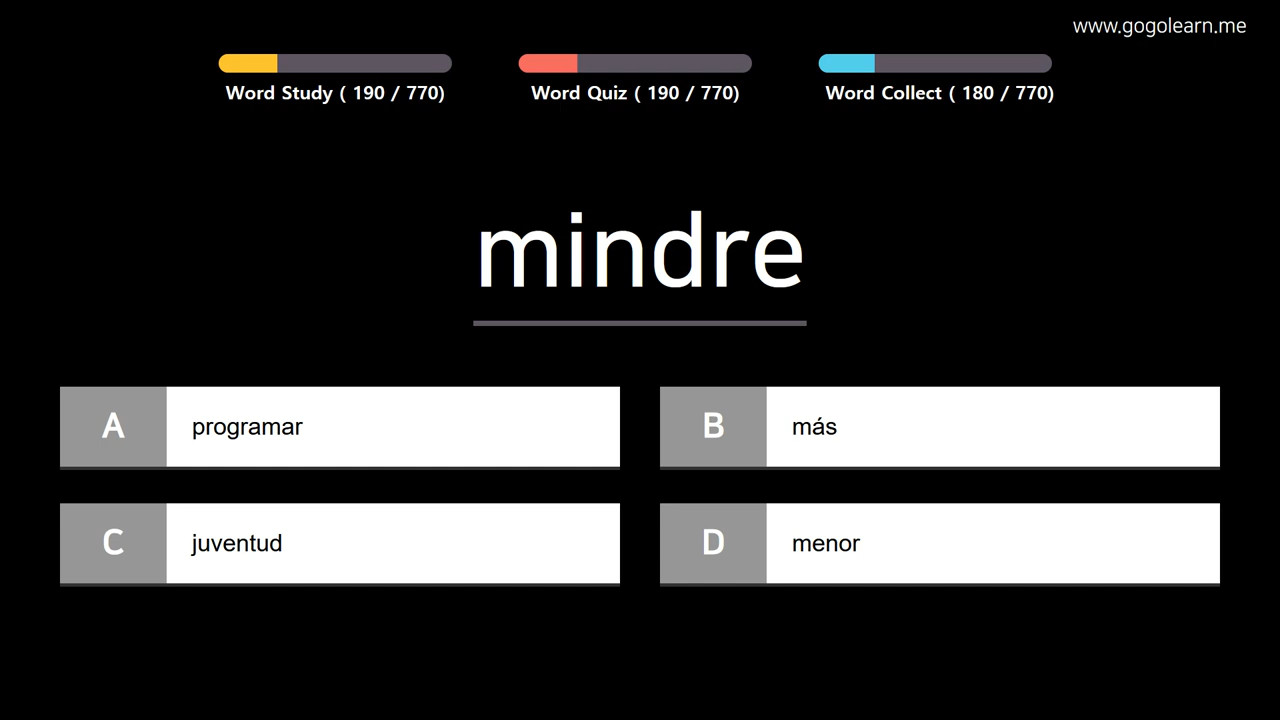 www.gogolearn.me
Word Study ( 190 / 770)
Word Quiz ( 190 / 770)
Word Collect ( 180 / 770)
mindre
A programar
B más
C juventud
D menor